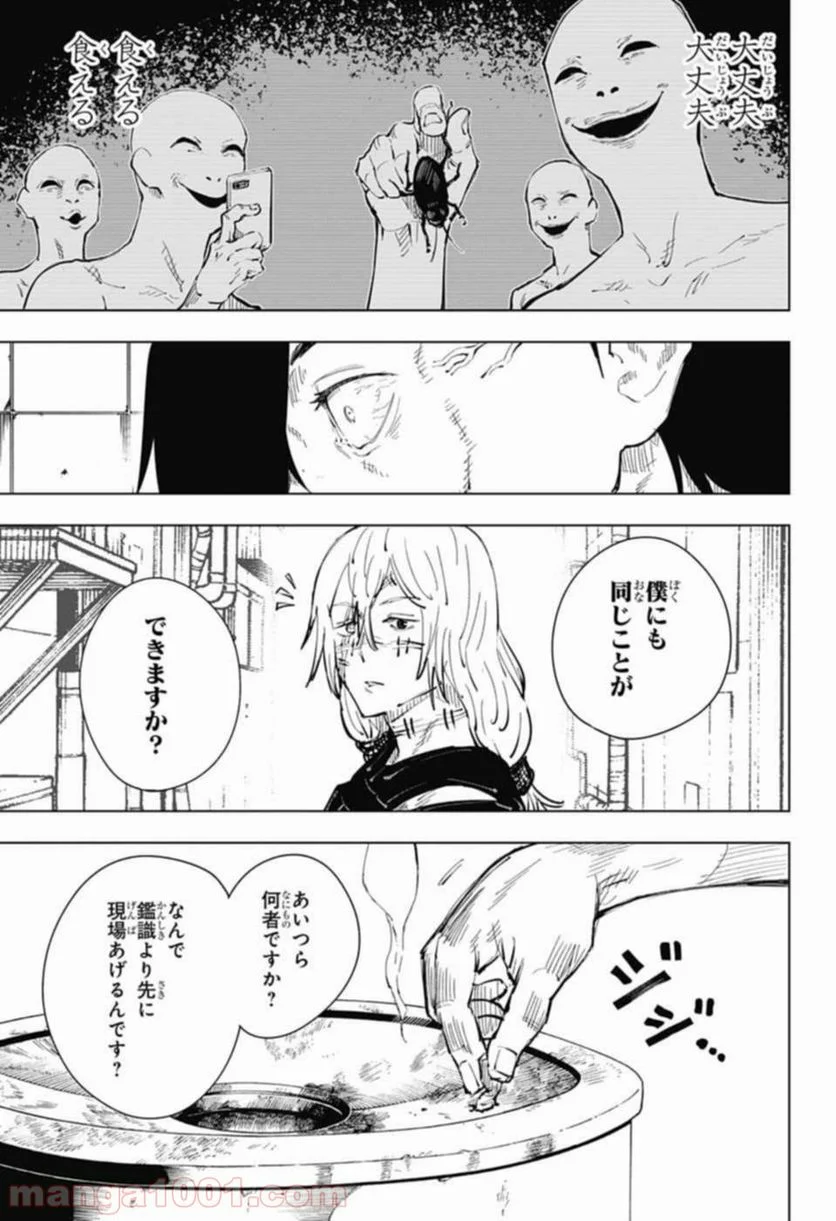 大丈夫
大丈夫
食える
食える
僕にも
同じことが
できますか?
あいつら
何者ですか?
なんで
鑑識より先に
現場あげるんです?
ジジ…
manga1001.com